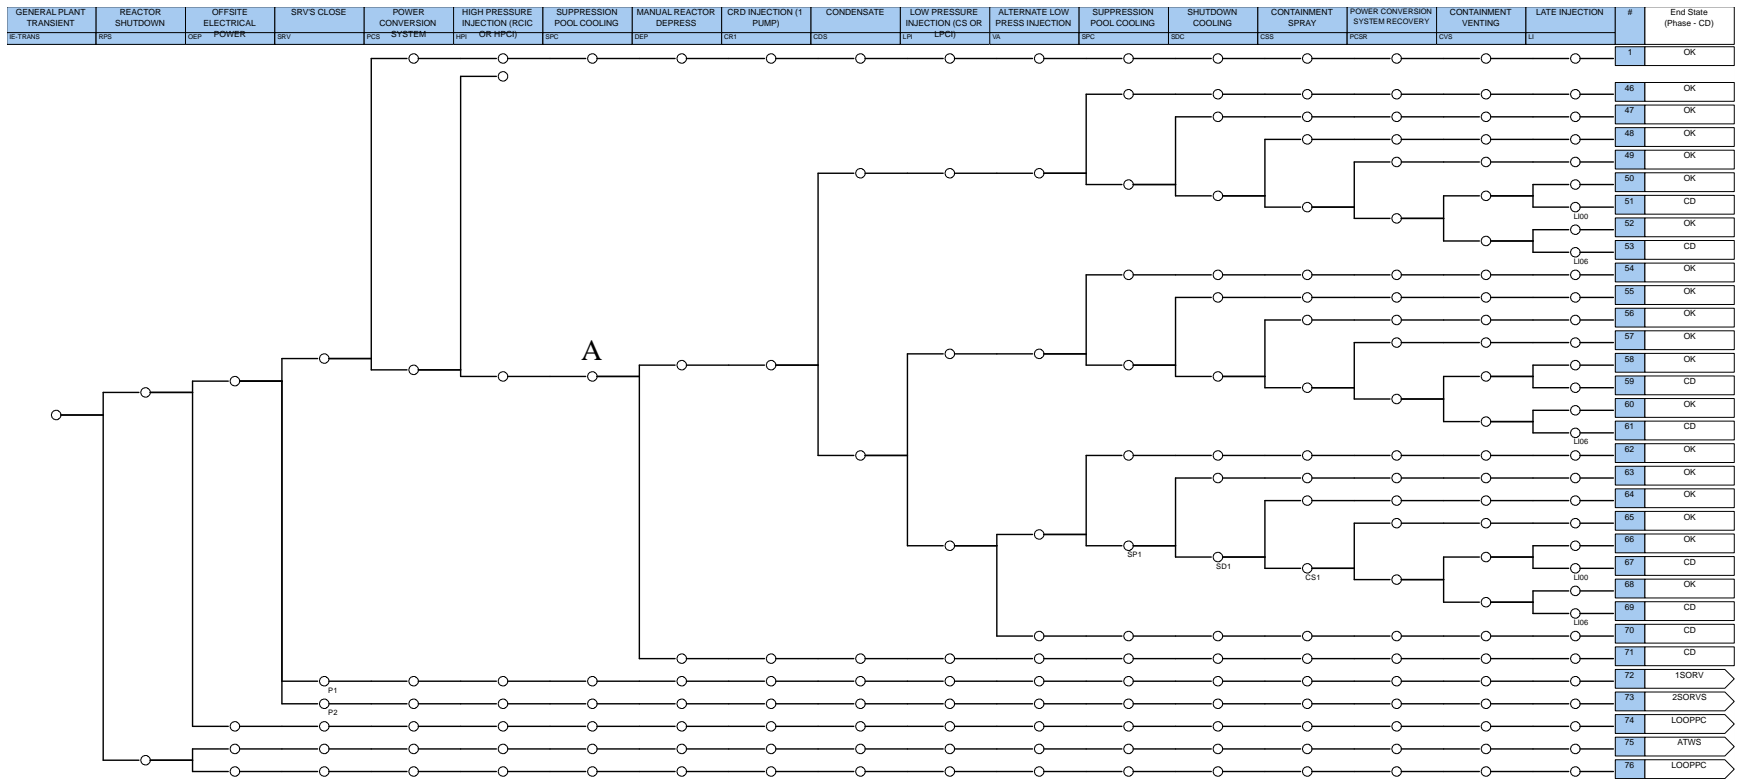 GENERAL PLANT
TRANSIENT
IE-TRANS
REACTOR
SHUTDOWN
RPS
OFFSITE
ELECTRICAL
POWER
OEP
SRV'S CLOSE
SRV
POWER
CONVERSION
SYSTEM
PCS
HIGH PRESSURE
INJECTION (RCIC
OR HPCI)
HPI
SUPPRESSION
POOL COOLING
SPC
MANUAL REACTOR
DEPRESS
DEP
CRD INJECTION (1
PUMP)
CR1
CONDENSATE
CDS
LOW PRESSURE
INJECTION (CS OR
LPCI)
LPI
ALTERNATE LOW
PRESS INJECTION
VA
SUPPRESSION
POOL COOLING
SPC
SHUTDOWN
COOLING
SDC
CONTAINMENT
SPRAY
CSS
POWER CONVERSION
SYSTEM RECOVERY
PCSR
CONTAINMENT
VENTING
CVS
LATE INJECTION
LI
#
End State
(Phase - CD)
1 OK
46 OK
47 OK
48 OK
49 OK
50 OK
51 CD
LI00
52 OK
53 CD
LI06
54 OK
55 OK
56 OK
57 OK
A
58 OK
59 CD
60 OK
61 CD
LI06
62 OK
63 OK
64 OK
65 OK
66 OK
SP1
67 CD
SD1
CS1
LI00
68 OK
69 CD
LI06
70 CD
71 CD
72 1SORV
P1
73 2SORVS
P2
74 LOOPPC
75 ATWS
76 LOOPPC